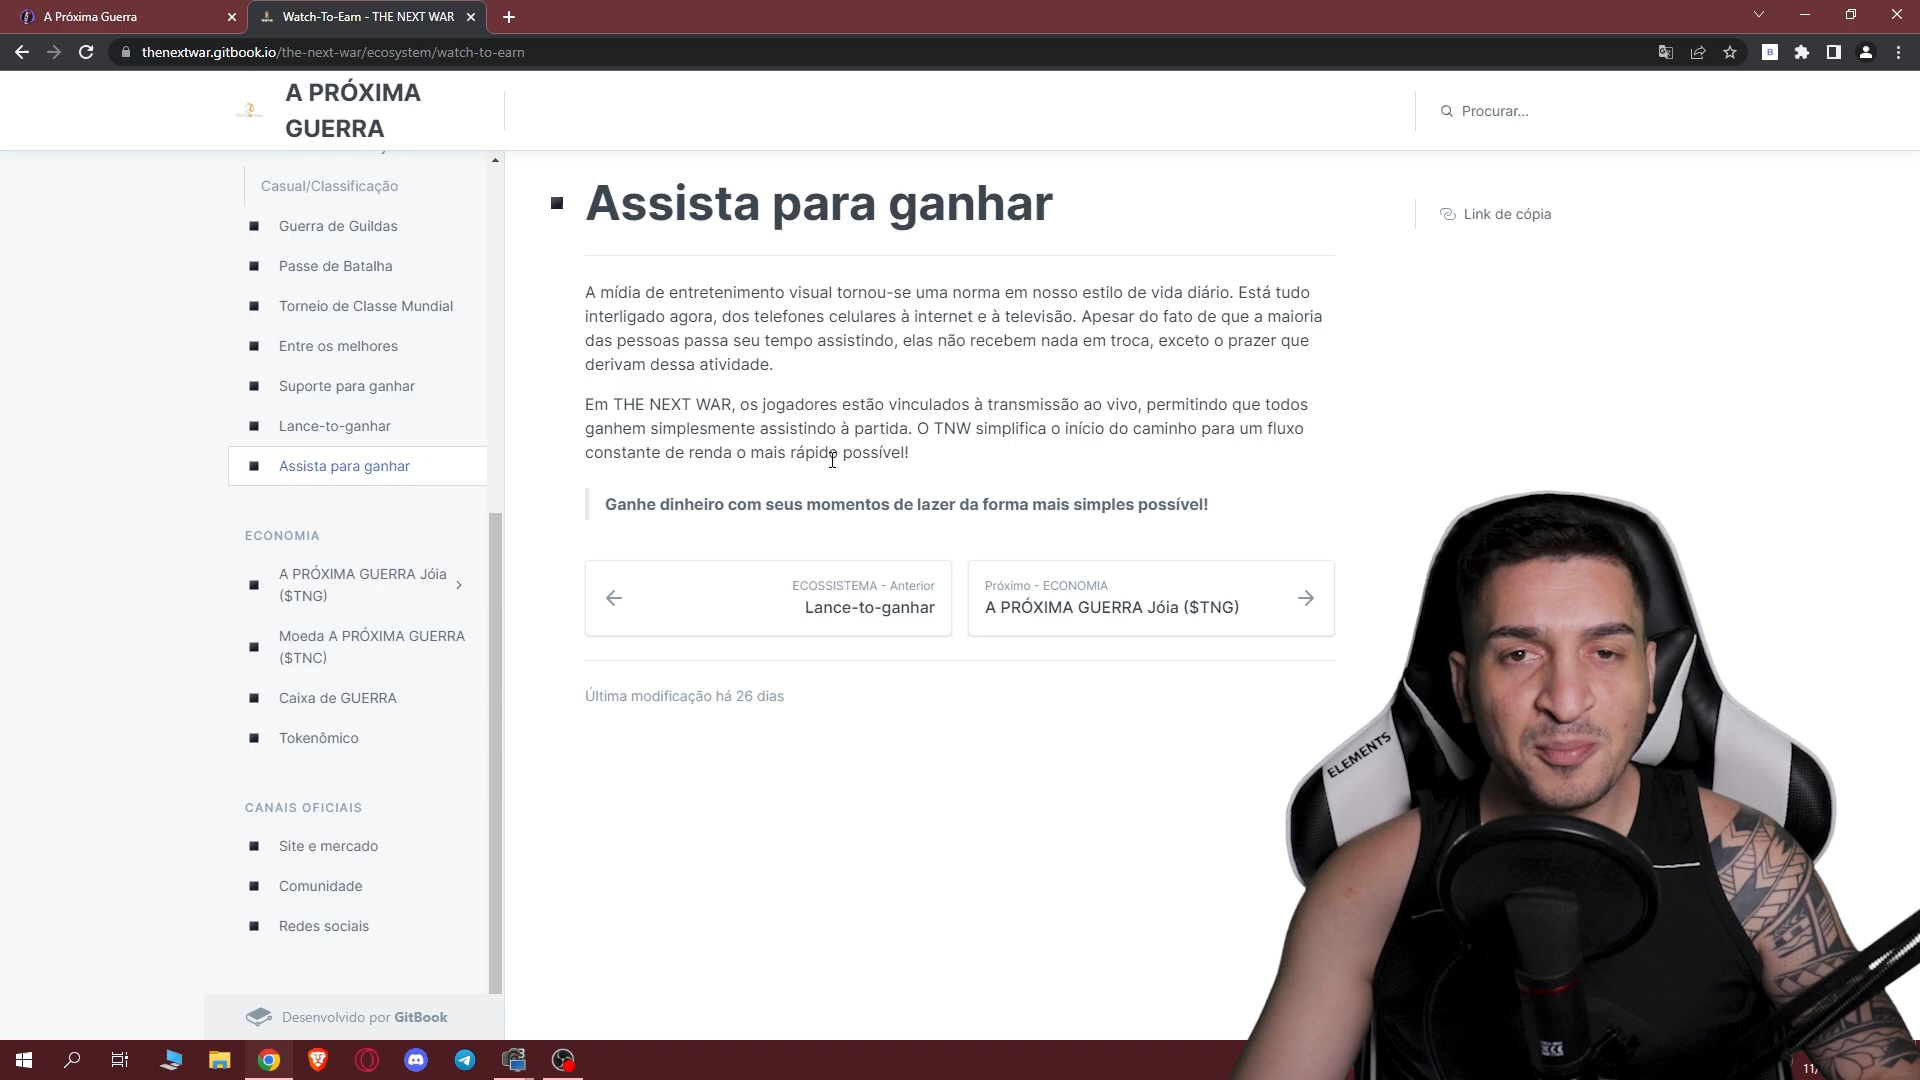 A Próxima Guerra
Watch-To-Earn - THE NEXT WAR
thenextwar.gitbook.io/the-next-war/ecosystem/watch-to-earn
A PRÓXIMA
GUERRA
Procurar...
Casual/Classificação
Guerra de Guildas
Passe de Batalha
Torneio de Classe Mundial
Entre os melhores
Suporte para ganhar
Lance-to-ganhar
Assista para ganhar
ECONOMIA
A PRÓXIMA GUERRA Jóia
($TNG)
Moeda A PRÓXIMA GUERRA
($TNC)
Caixa de GUERRA
Tokenômico
CANAIS OFICIAIS
Site e mercado
Comunidade
Redes sociais
Desenvolvido por GitBook
Assista para ganhar
Link de cópia
A mídia de entretenimento visual tornou-se uma norma em nosso estilo de vida diário. Está tudo
interligado agora, dos telefones celulares à internet e à televisão. Apesar do fato de que a maioria
das pessoas passa seu tempo assistindo, elas não recebem nada em troca, exceto o prazer que
derivam dessa atividade.
Em THE NEXT WAR, os jogadores estão vinculados à transmissão ao vivo, permitindo que todos
ganhem simplesmente assistindo à partida. O TNW simplifica o início do caminho para um fluxo
constante de renda o mais rápido possível!
Ganhe dinheiro com seus momentos de lazer da forma mais simples possível!
ECOSSISTEMA - Anterior
Lance-to-ganhar
Próximo - ECONOMIA
A PRÓXIMA GUERRA Jóia ($TNG)
Última modificação há 26 dias
ELEMENTS
11/